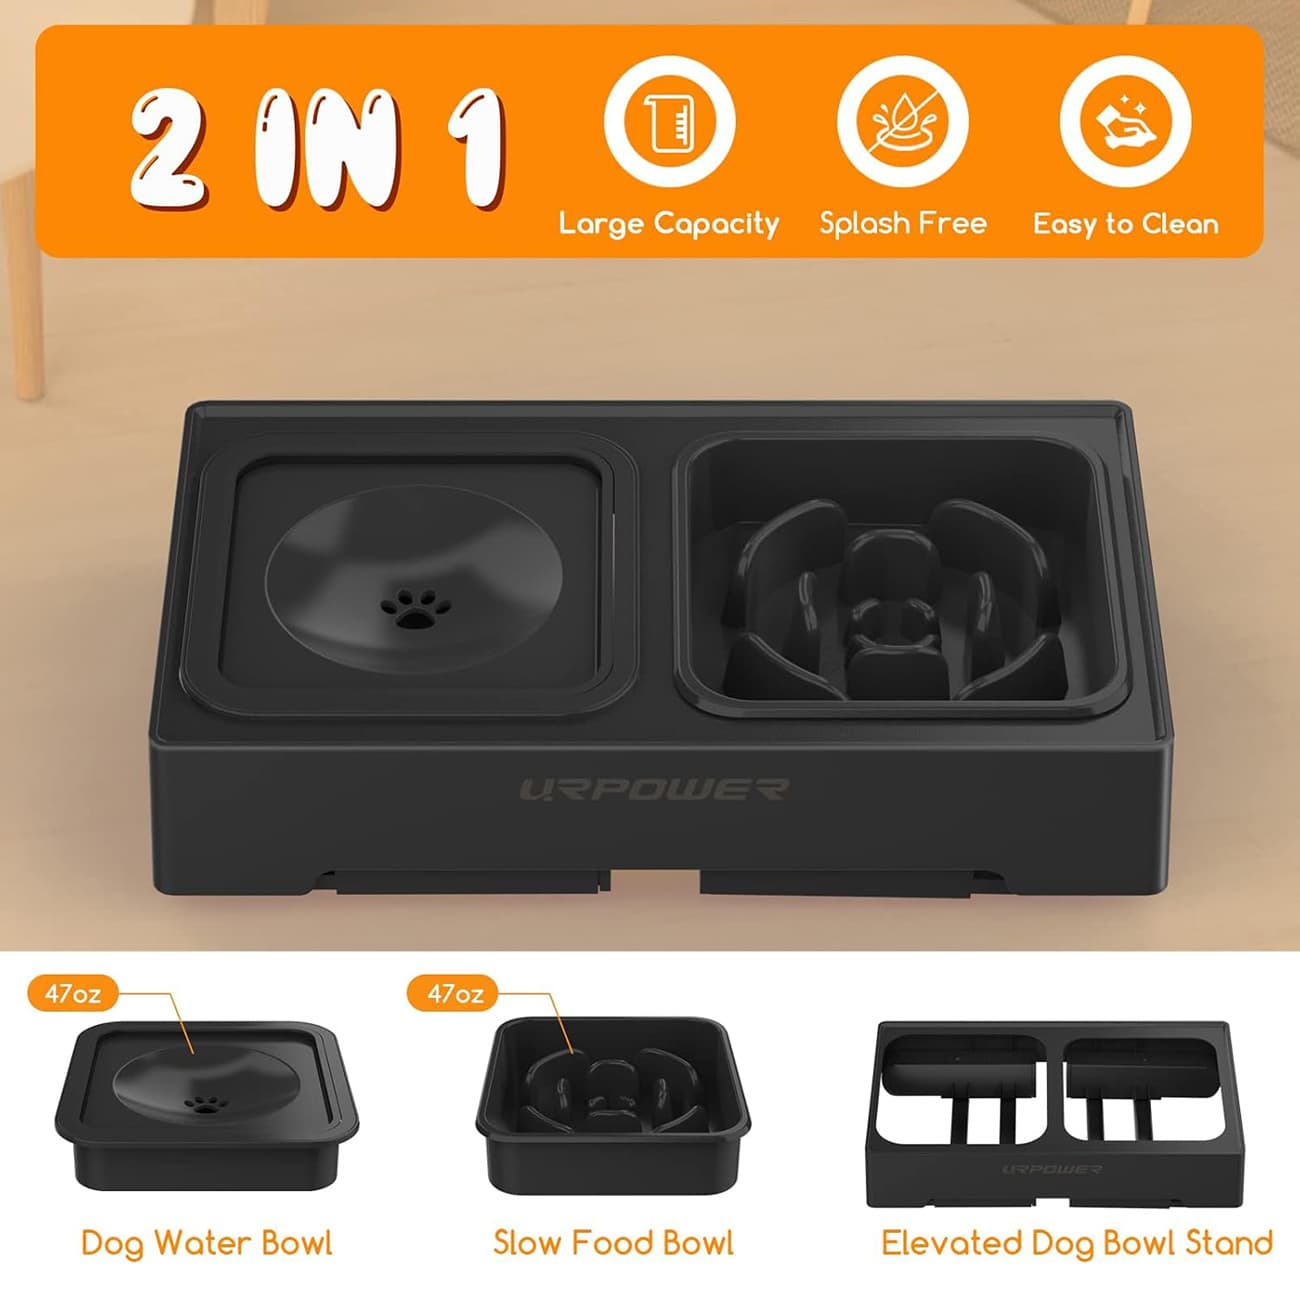 2 IN 1
Large Capacity
Splash Free
Easy to Clean
URPOWER
47oz
47oz
URPOWER
Dog Water Bowl
Slow Food Bowl
Elevated Dog Bowl Stand